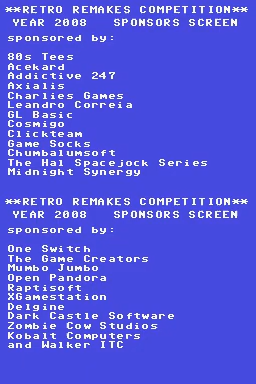 **RETRO REMAKES COMPETITION**
YEAR 2008 SPONSORS SCREEN
sponsored by:
80s Tees
Acekard
Addictive 247
Axialis
Charlies Games
Leandro Correia
GL Basic
Cosmigo
Clickteam
Game Socks
Chumbalumsoft
The Hal Spacejock Series
Midnight Synergy
**RETRO REMAKES COMPETITION**
YEAR 2008 SPONSORS SCREEN
sponsored by:
One Switch
The Game Creators
Mumbo Jumbo
Open Pandora
Raptisoft
XGamestation
Delgine
Dark Castle Software
Zombie Cow Studios
Kobalt Computers
and Walker ITC